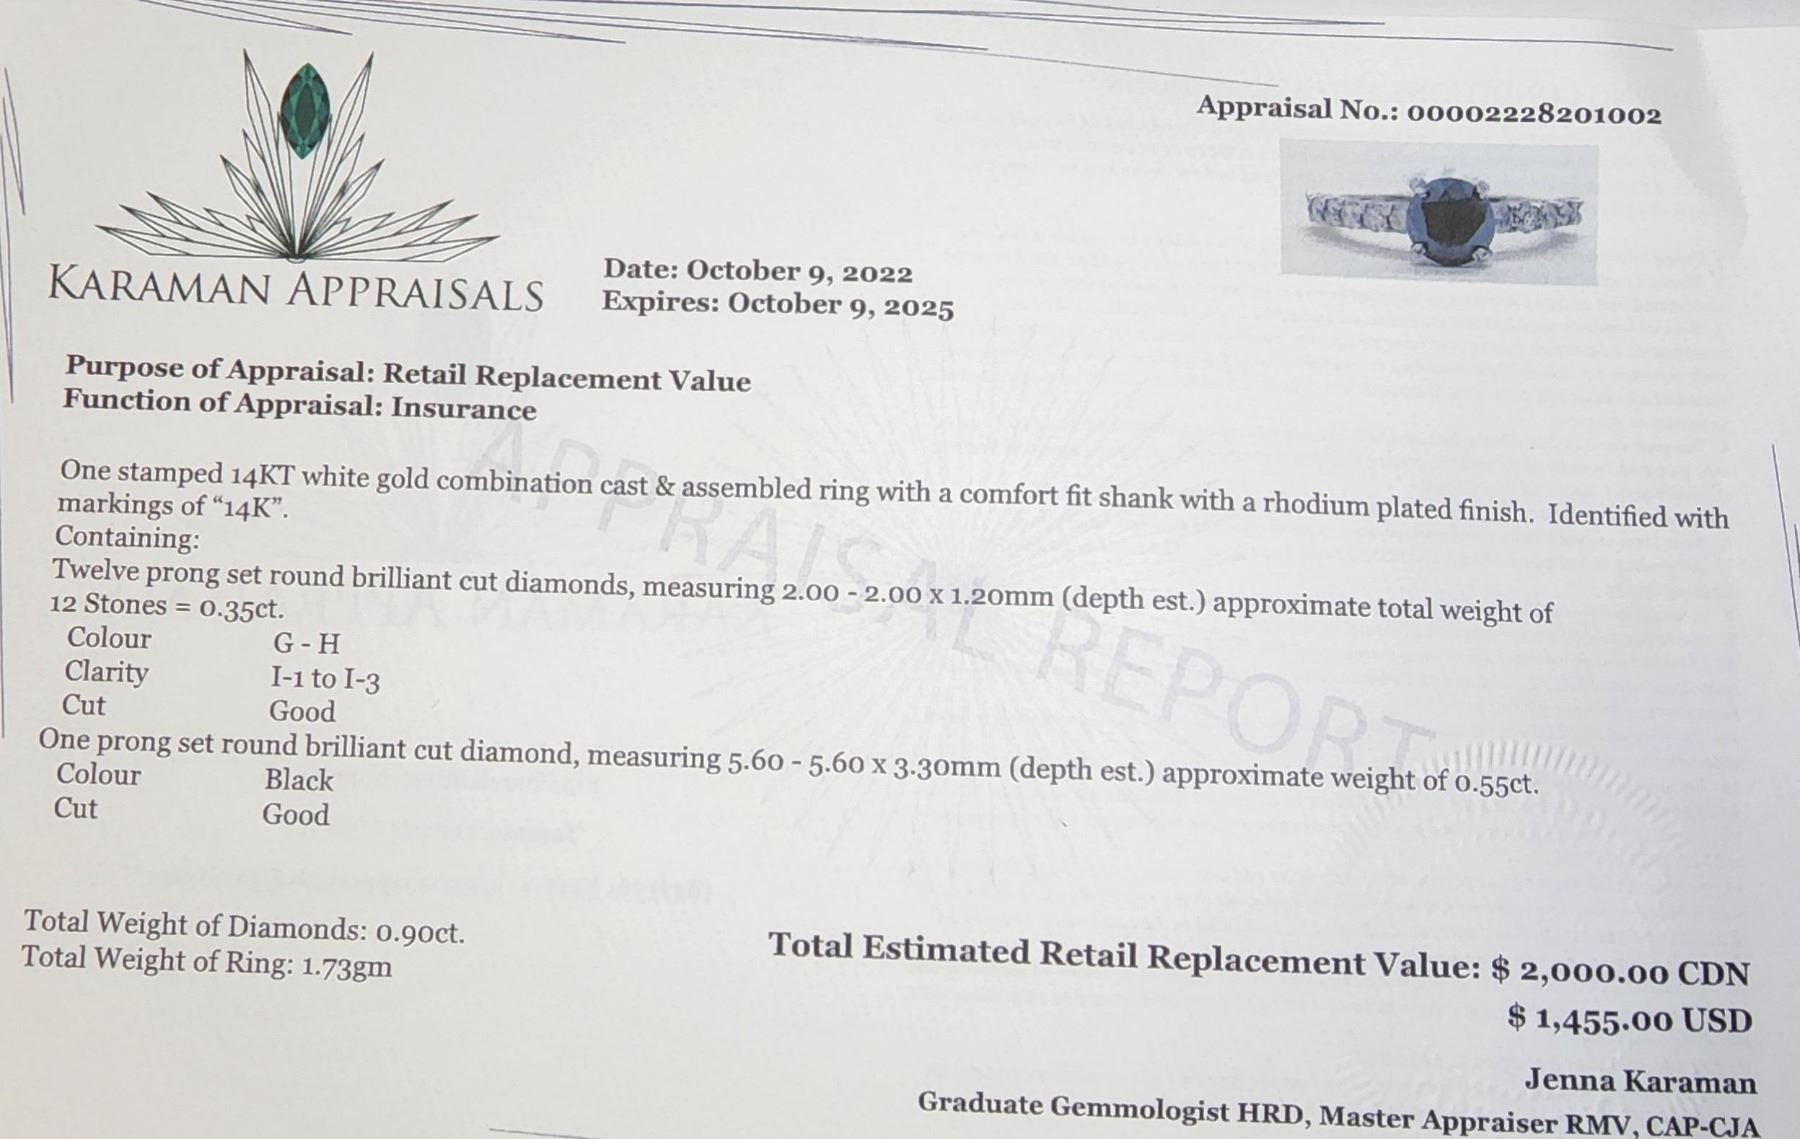 Appraisal No.: 00002228201002
KARAMAN APPRAISALS
Date: October 9, 2022
Expires: October 9, 2025
Purpose of Appraisal: Retail Replacement Value
Function of Appraisal: Insurance
One stamped 14KT white gold combination cast & assembled ring with a comfort fit shank with a rhodium plated finish. Identified with
markings of “14K”.
Containing:
Twelve prong set round brilliant cut diamonds, measuring 2.00 - 2.00 x 1.20mm (depth est.) approximate total weight of
12 Stones = 0.35ct.
Colour G - H
Clarity I-1 to I-3
Cut Good
One prong set round brilliant cut diamond, measuring 5.60 - 5.60 x 3.30mm (depth est.) approximate weight of 0.55ct.
Colour Black
Cut Good
APPRAISAL REPORT
Total Weight of Diamonds: 0.90ct.
Total Weight of Ring: 1.73gm
Total Estimated Retail Replacement Value: $ 2,000.00 CDN
$ 1,455.00 USD
Jenna Karaman
Graduate Gemmologist HRD, Master Appraiser RMV, CAP-CJA